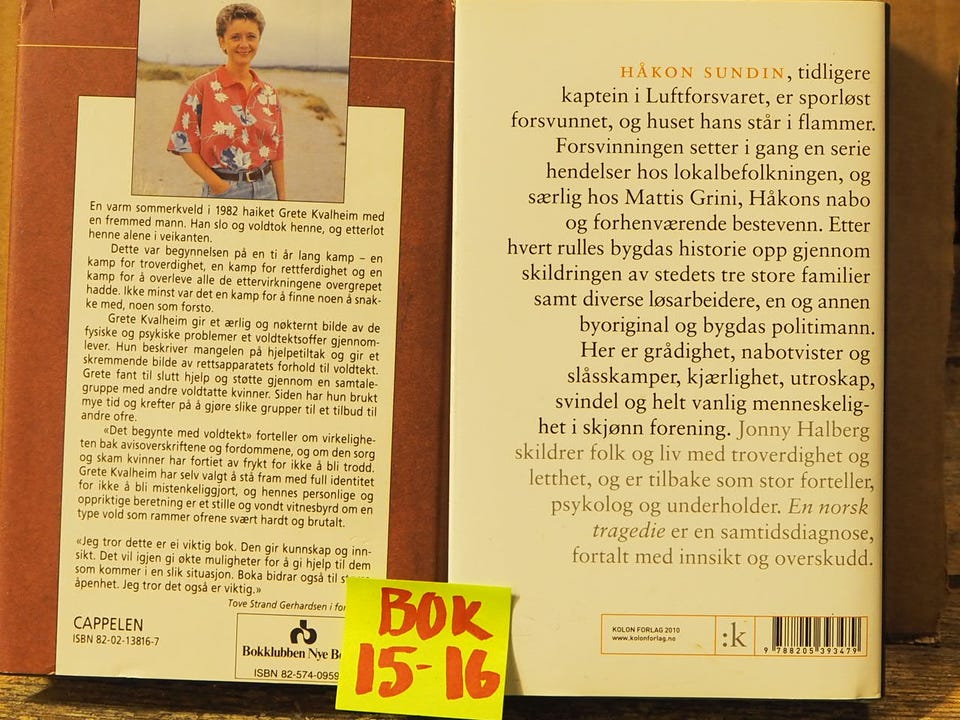 En varm sommerkveld i 1982 haiket Grete Kvalheim med
en fremmed mann. Han slo og voldtok henne, og etterlot
henne alene i veikanten.
Dette var begynnelsen på en ti år lang kamp – en
kamp for troverdighet, en kamp for rettferdighet og en
kamp for å overleve alle de ettervirkningene overgrepet
hadde. Ikke minst var det en kamp for å finne noen å snak-
ke med, noen som forsto.
Grete Kvalheim gir et ærlig og nøkternt bilde av de
fysiske og psykiske problemer et voldtektsoffer gjennom-
lever. Hun beskriver mangelen på hjelpetiltak og gir et
skremmende bilde av rettsapparatets forhold til voldtekt.
Grete fant til slutt hjelp og støtte gjennom en samtale-
gruppe med andre voldtatte kvinner. Siden har hun brukt
mye tid og krefter på å gjøre slike grupper til et tilbud til
andre ofre.
«Det begynte med voldtekt» forteller om virkelighe-
ten bak avisoverskriftene og fordommene, og om den sorg
og skam kvinner har fortiet av frykt for ikke å bli trodd.
Grete Kvalheim har selv valgt å stå fram med full identitet
for ikke å bli mistenkeliggjort, og hennes personlige og
oppriktige beretning er et stille og vondt vitnesbyrd om en
type vold som rammer ofrene svært hardt og brutalt.
«Jeg tror dette er ei viktig bok. Den gir kunnskap og inn-
sikt. Det vil igjen gi økte muligheter for å gi hjelp til dem
som kommer i en slik situasjon. Boka bidrar også til
åpenhet. Jeg tror det også er viktig.»
Tove Strand Gerhardsen i
CAPPELEN
ISBN 82-02-13816-7
Bokklubben Nye
ISBN 82-574-0959
HÅKON SUNDIN, tidligere
kaptein i Luftforsvaret, er sporløst
forsvunnet, og huset hans står i flammer.
Forsvinningen setter i gang en serie
hendelser hos lokalbefolkningen, og
særlig hos Mattis Grini, Håkons nabo
og forhenværende bestevenn. Etter
hvert rulles bygdas historie opp gjennom
skildringen av stedets tre store familier
samt diverse løsarbeidere, en og annen
byoriginal og bygdas politimann.
Her er grådighet, nabotvister og
slåsskamper, kjærlighet, utroskap,
svindel og helt vanlig menneskelig-
het i skjønn forening. Jonny Halberg
skildrer folk og liv med troverdighet og
letthet, og er tilbake som stor forteller,
psykolog og underholder. En norsk
tragedie er en samtidsdiagnose,
fortalt med innsikt og overskudd.
KOLON FORLAG 2010
www.kolonforlag.no
:k
9 788205 393479
BOK
15-16